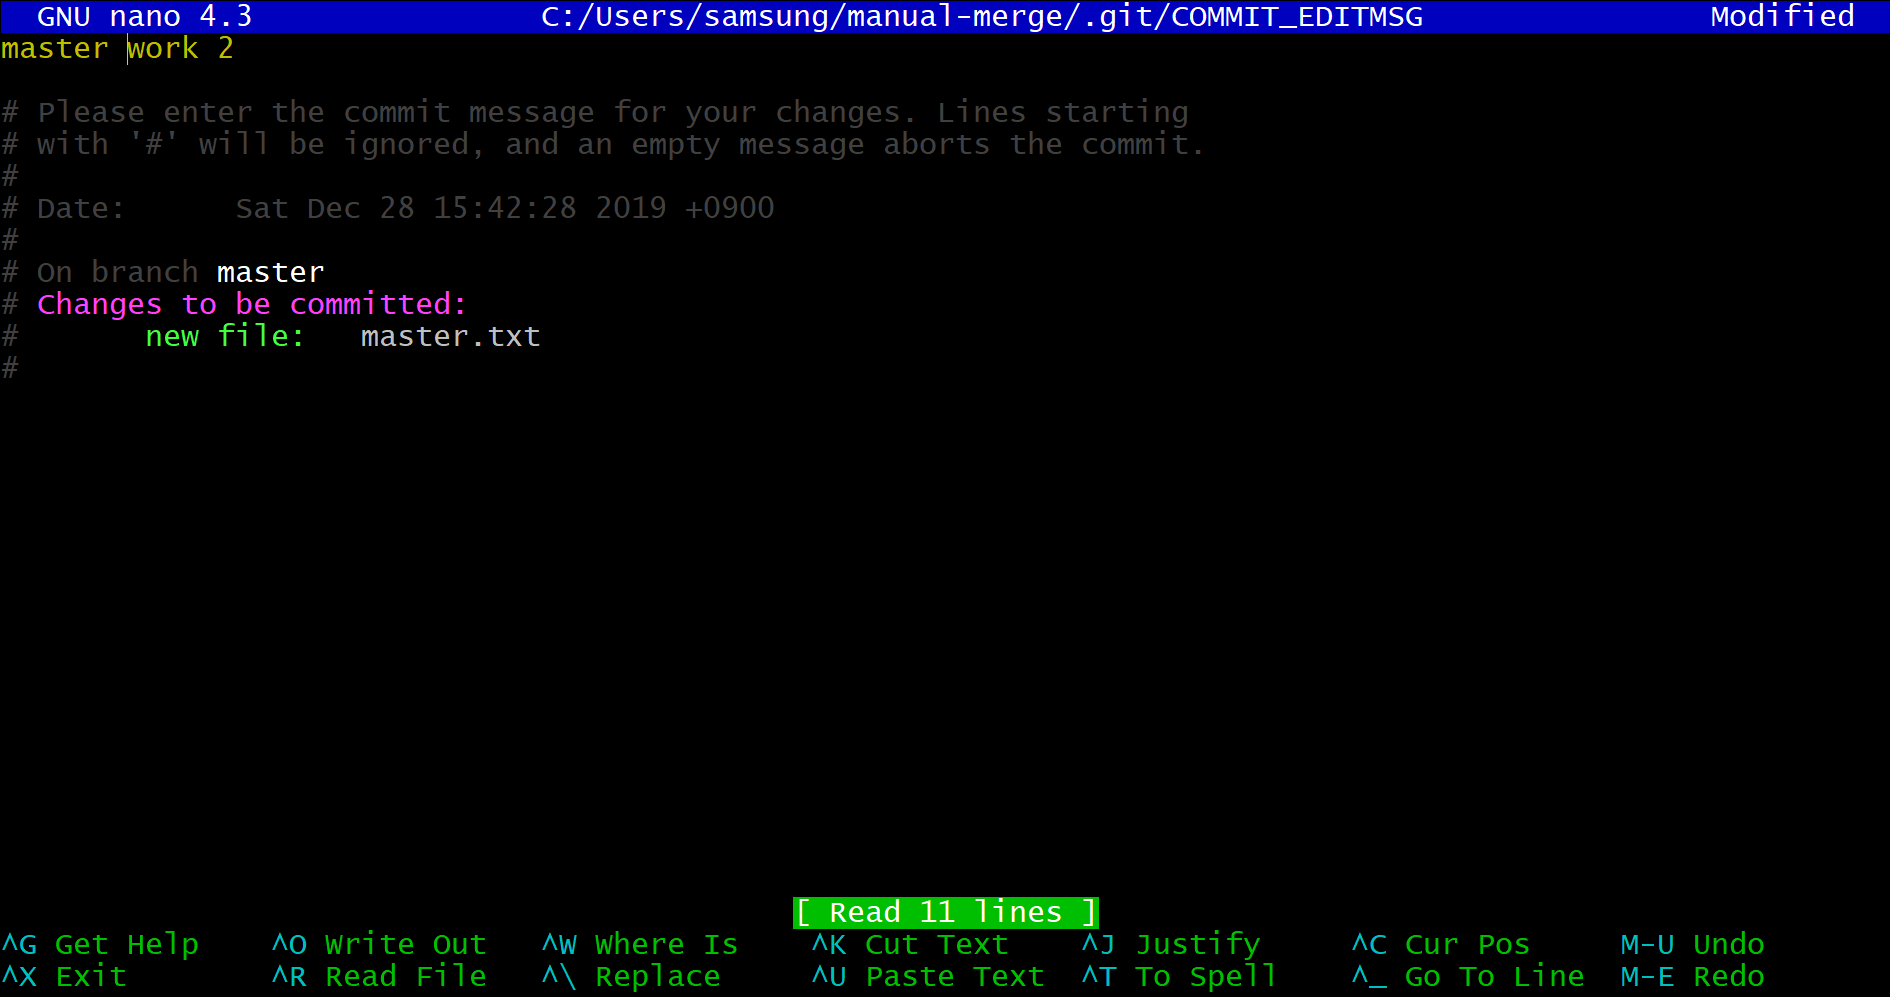 GNU nano 4.3 C:/Users/samsung/manual-merge/.git/COMMIT_EDITMSG Modified
master work 2
# Please enter the commit message for your changes. Lines starting
# with '#' will be ignored, and an empty message aborts the commit.
#
# Date:      Sat Dec 28 15:42:28 2019 +0900
#
# On branch master
# Changes to be committed:
#       new file:   master.txt
#
[ Read 11 lines ]
^G Get Help ^O Write Out ^W Where Is ^K Cut Text ^J Justify ^C Cur Pos M-U Undo
^X Exit ^R Read File ^\ Replace ^U Paste Text ^T To Spell ^_ Go To Line M-E Redo